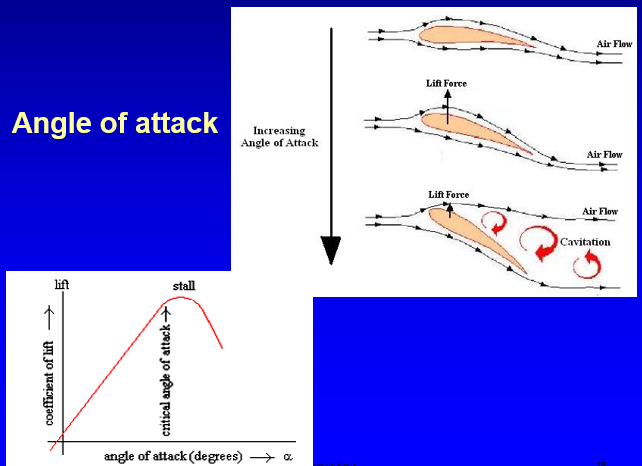 Angle of attack
Increasing
Angle of Attack
Air Flow
Lift Force
Air Flow
Lift Force
Air Flow
Cavitation
lift
stall
coefficient of lift
critical angle of attack
angle of attack (degrees) α